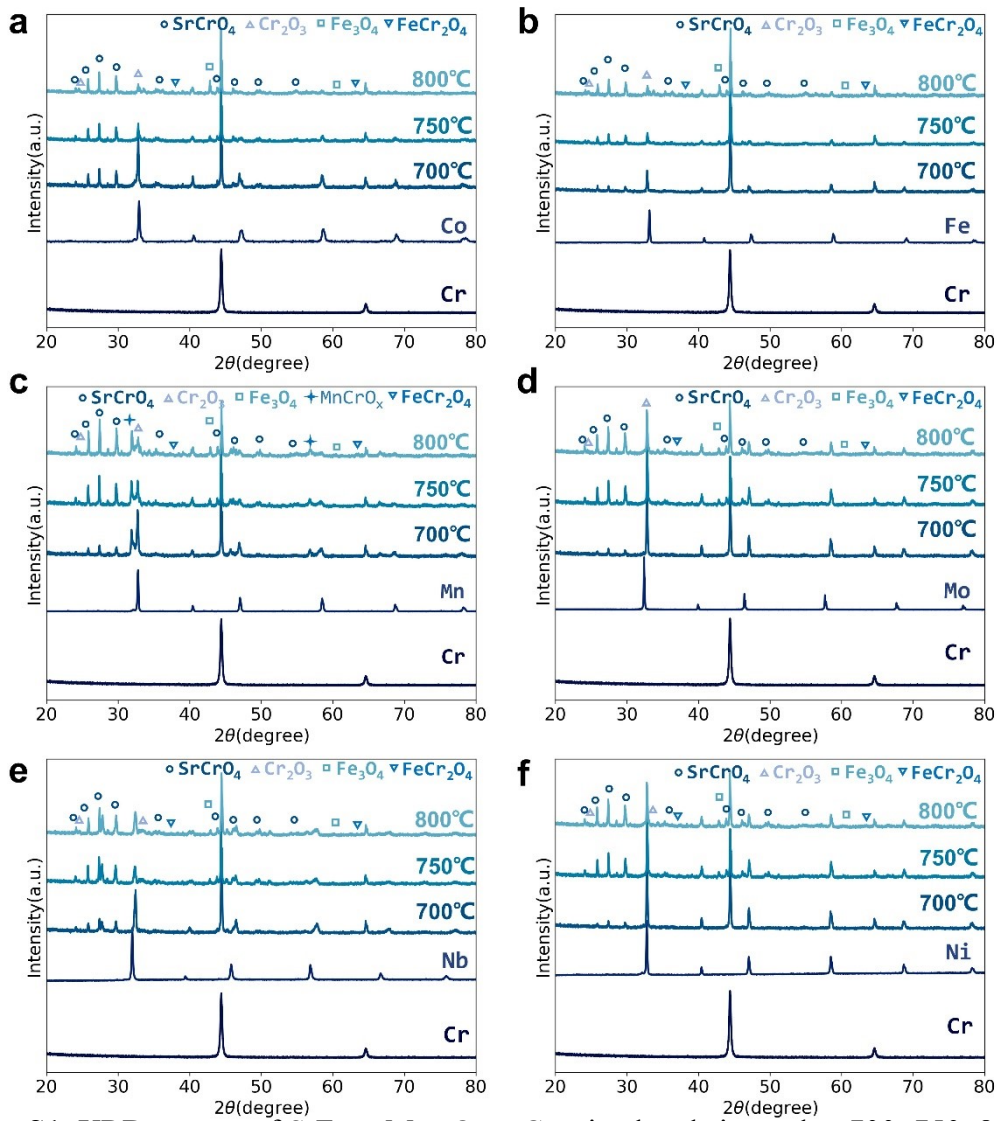 a
○ SrCrO₄ △ Cr₂O₃ □ Fe₃O₄ ▽ FeCr₂O₄
800℃
750℃
700℃
Co
Cr
Intensity(a.u.)
20 30 40 50 60 70 80
2θ(degree)
b
○ SrCrO₄ △ Cr₂O₃ □ Fe₃O₄ ▽ FeCr₂O₄
800℃
750℃
700℃
Fe
Cr
Intensity(a.u.)
20 30 40 50 60 70 80
2θ(degree)
c
○ SrCrO₄ △ Cr₂O₃ □ Fe₃O₄ ✦ MnCrOₓ ▽ FeCr₂O₄
800℃
750℃
700℃
Mn
Cr
Intensity(a.u.)
20 30 40 50 60 70 80
2θ(degree)
d
○ SrCrO₄ △ Cr₂O₃ □ Fe₃O₄ ▽ FeCr₂O₄
800℃
750℃
700℃
Mo
Cr
Intensity(a.u.)
20 30 40 50 60 70 80
2θ(degree)
e
○ SrCrO₄ △ Cr₂O₃ □ Fe₃O₄ ▽ FeCr₂O₄
800℃
750℃
700℃
Nb
Cr
Intensity(a.u.)
20 30 40 50 60 70 80
2θ(degree)
f
○ SrCrO₄ △ Cr₂O₃ □ Fe₃O₄ ▽ FeCr₂O₄
800℃
750℃
700℃
Ni
Cr
Intensity(a.u.)
20 30 40 50 60 70 80
2θ(degree)